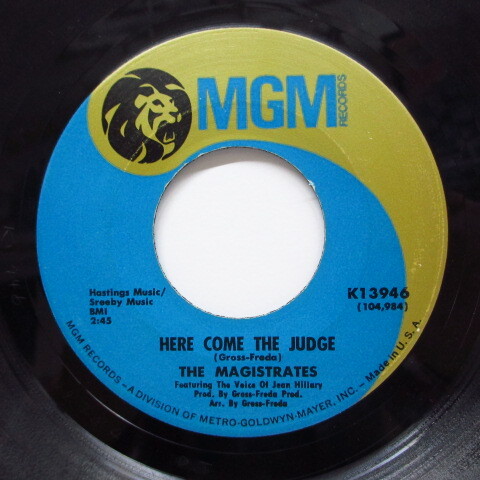 MGM
RECORDS
Hastings Music/
Sreeby Music
BMI
2:45
K13946
(104,984)
HERE COME THE JUDGE
(Gross-Freda)
THE MAGISTRATES
Featuring The Voice Of Jean Hillary
Prod. By Gross-Freda Prod.
Arr. By Gross-Freda
MGM RECORDS – A DIVISION OF METRO-GOLDWYN-MAYER, INC. – Made in U. S. A.